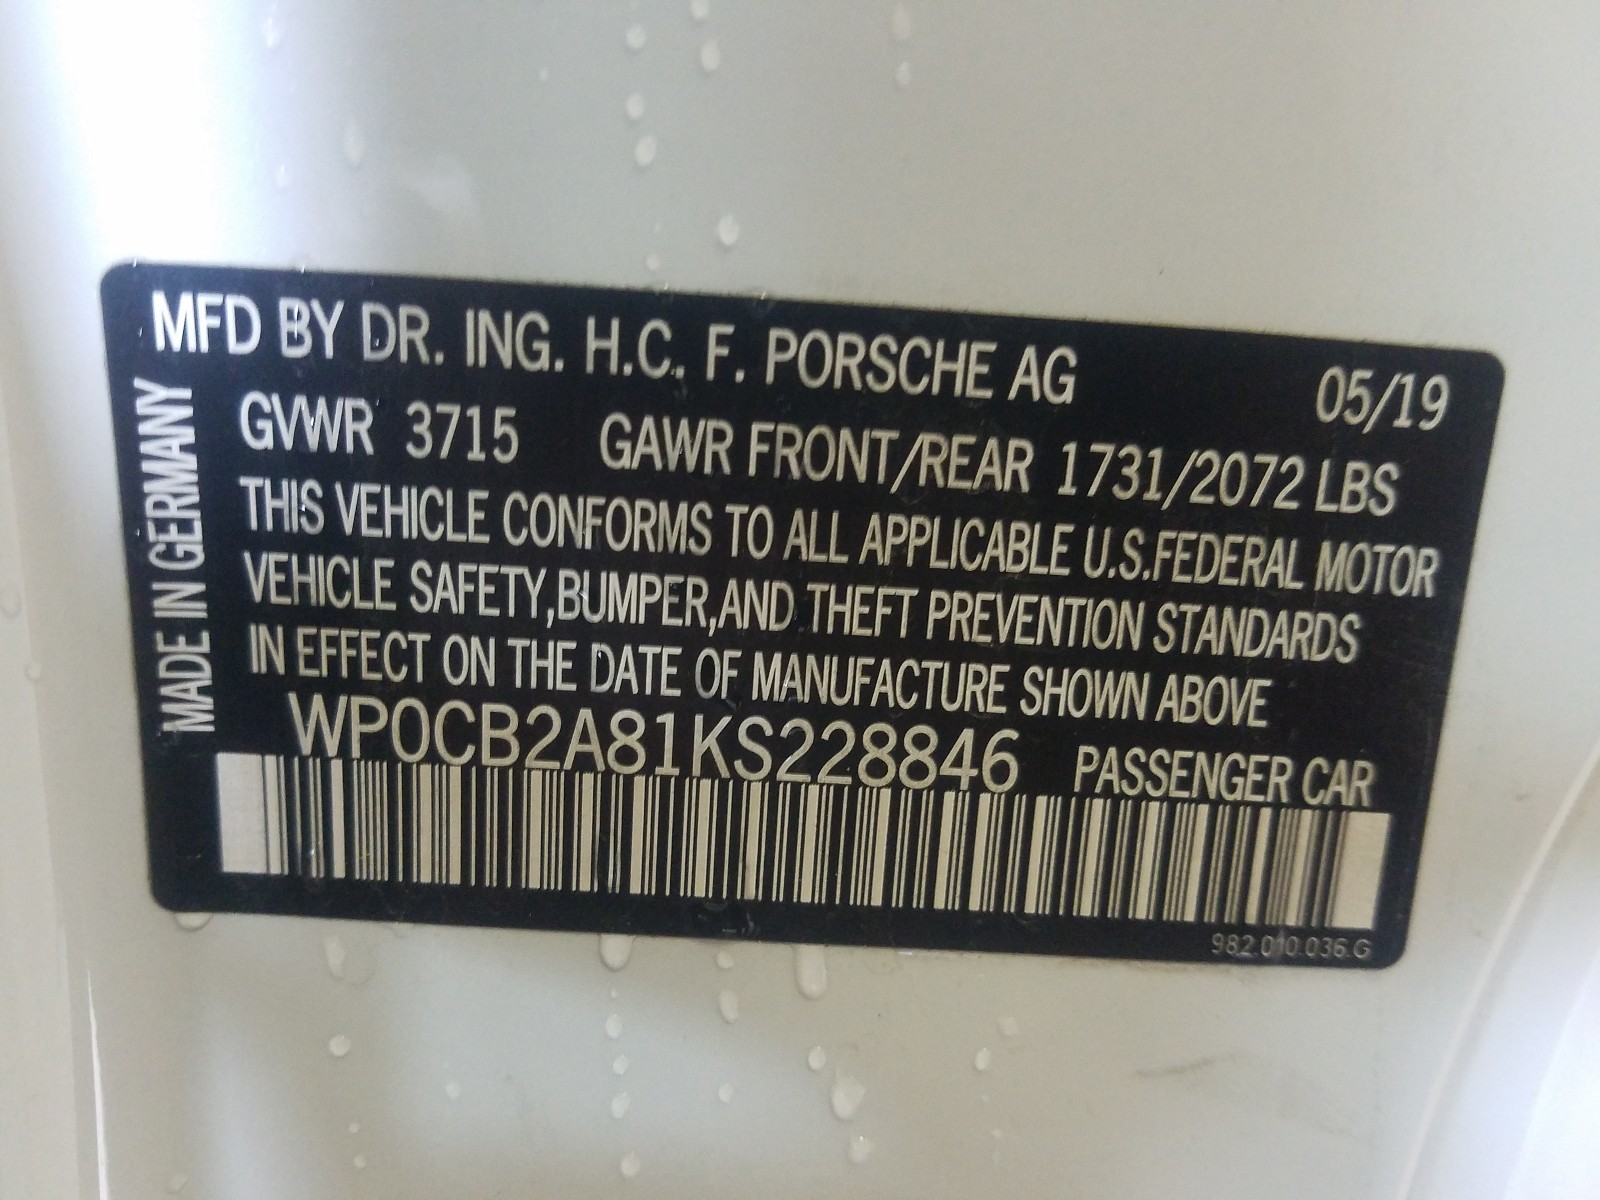 MFD BY DR. ING. H.C. F. PORSCHE AG 05/19
GVWR 3715 GAWR FRONT/REAR 1731/2072 LBS
THIS VEHICLE CONFORMS TO ALL APPLICABLE U.S.FEDERAL MOTOR
VEHICLE SAFETY,BUMPER,AND THEFT PREVENTION STANDARDS
IN EFFECT ON THE DATE OF MANUFACTURE SHOWN ABOVE
WP0CB2A81KS228846 PASSENGER CAR
982.010.036.G
MADE IN GERMANY